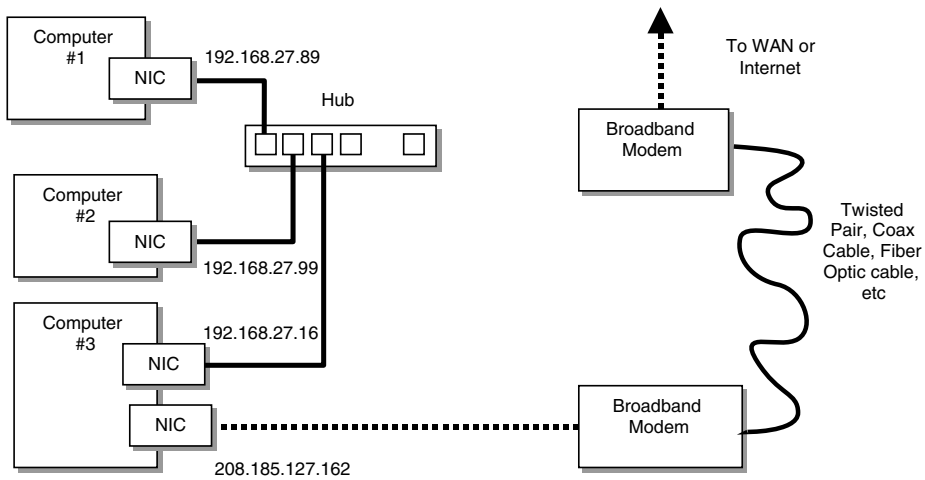 Computer
#1
NIC
192.168.27.89
Hub
Computer
#2
NIC
192.168.27.99
Computer
#3
192.168.27.16
NIC
NIC
208.185.127.162
To WAN or
Internet
Broadband
Modem
Twisted
Pair, Coax
Cable, Fiber
Optic cable,
etc
Broadband
Modem